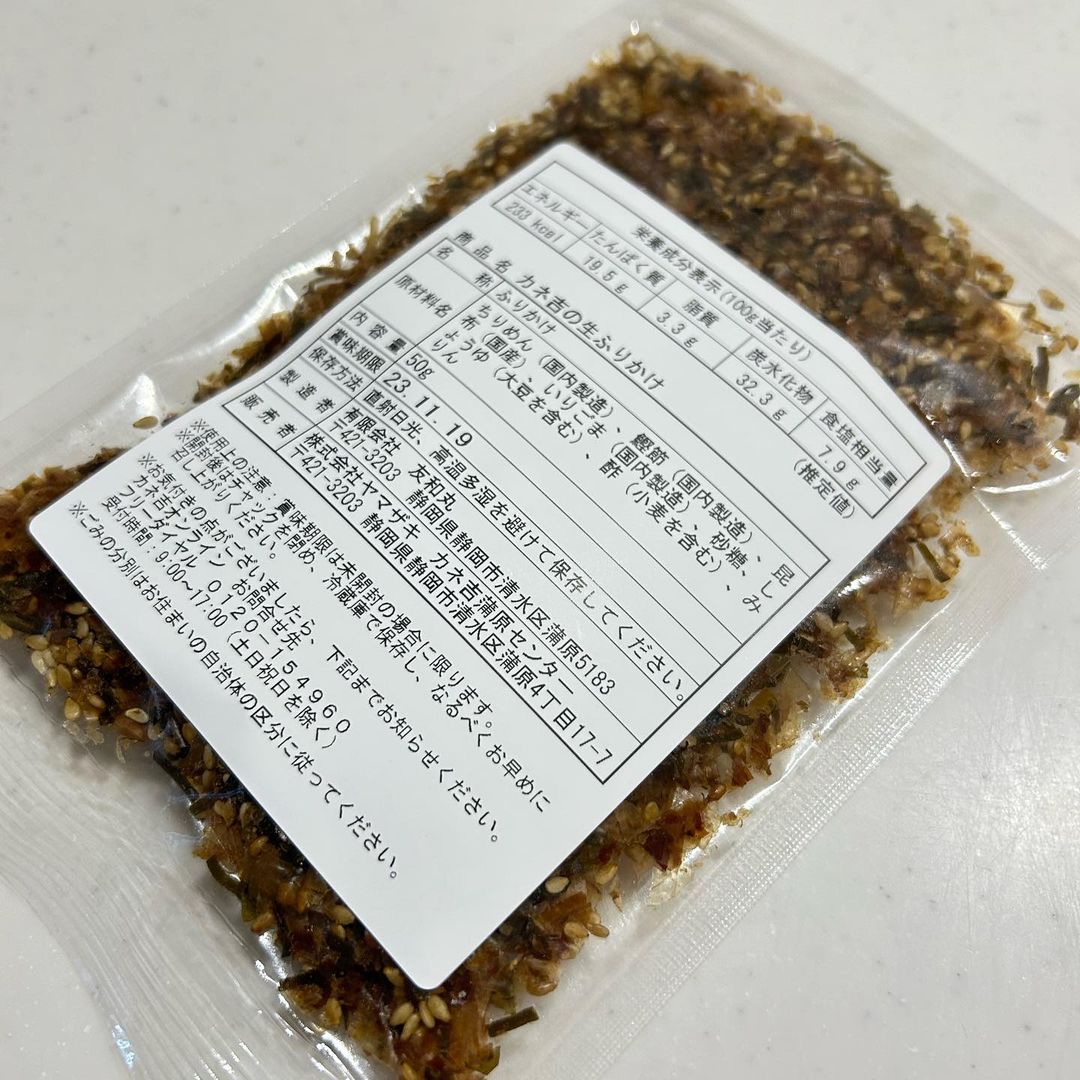 栄養成分表示(100g当たり)
エネルギー たんぱく質 脂質 炭水化物 食塩相当量
233 kcal 19.5g 3.3g 32.3g 7.9g
(推定値)
商品名 カネ吉の生ふりかけ
名称 ふりかけ
原材料名 ちりめん(国内製造)、鰹節(国内製造)、昆
布(国産)、いりごま(国内製造)、砂糖、し
ょうゆ(大豆を含む)、酢(小麦を含む)、み
りん
内容量 50g
賞味期限 23.11.19
保存方法 直射日光、高温多湿を避けて保存してください。
製造者 有限会社 友和丸
〒421-3203 静岡県静岡市清水区蒲原5183
販売者 株式会社ヤマザキ カネ吉蒲原センター
〒421-3203 静岡県静岡市清水区蒲原4丁目17-7
※使用上の注意:賞味期限は未開封の場合に限ります。
※開封後はチャックを閉め、冷蔵庫で保存し、なるべくお早めに
召し上がりください。
※お気付きの点がございましたら、下記までお知らせください。
カネ吉オンライン お問合せ先
フリーダイヤル 0120-154960
受付時間:9:00~17:00(土日祝日を除く)
※ごみの分別はお住まいの自治体の区分に従ってください。